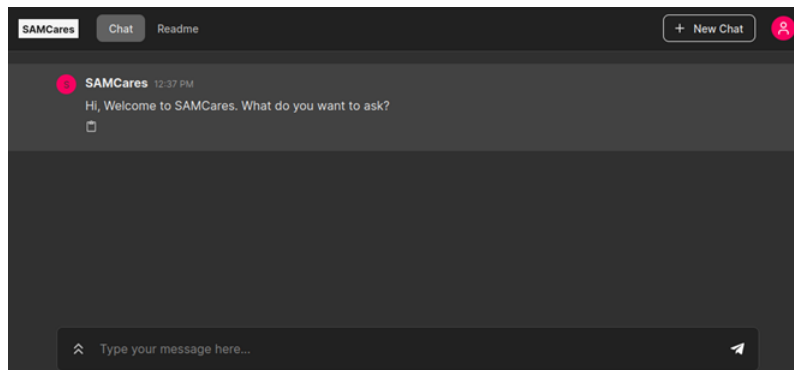 SAMCares Chat Readme + New Chat
S SAMCares 12:37 PM
Hi, Welcome to SAMCares. What do you want to ask?
Type your message here...